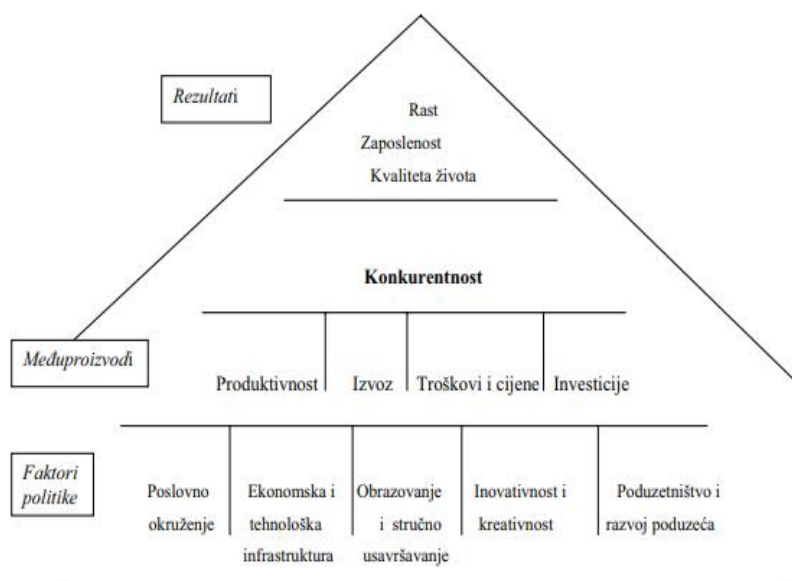 Rezultati
Rast
Zaposlenost
Kvaliteta života
Konkurentnost
Međuproizvodi
Produktivnost
Izvoz
Troškovi i cijene
Investicije
Faktori
politike
Poslovno
okruženje
Ekonomska i
tehnološka
infrastruktura
Obrazovanje
i stručno
usavršavanje
Inovativnost i
kreativnost
Poduzetništvo i
razvoj poduzeća